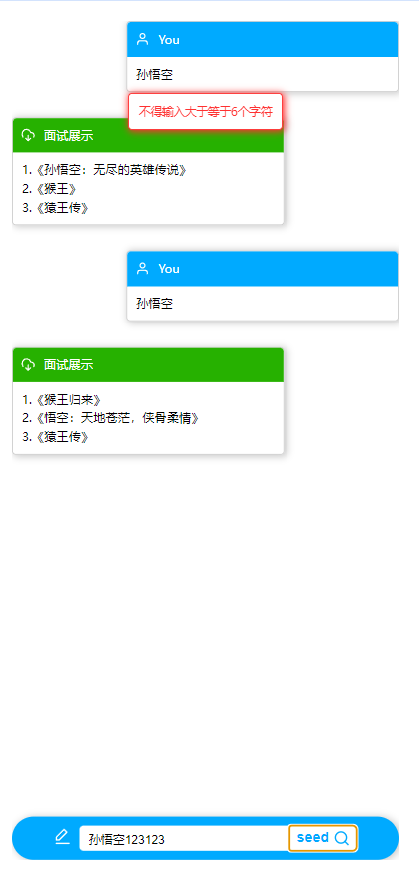 You
孙悟空
不得输入大于等于6个字符
面试展示
1.《孙悟空：无尽的英雄传说》
2.《猴王》
3.《猿王传》
You
孙悟空
面试展示
1.《猴王归来》
2.《悟空：天地苍茫，侠骨柔情》
3.《猿王传》
孙悟空123123
seed